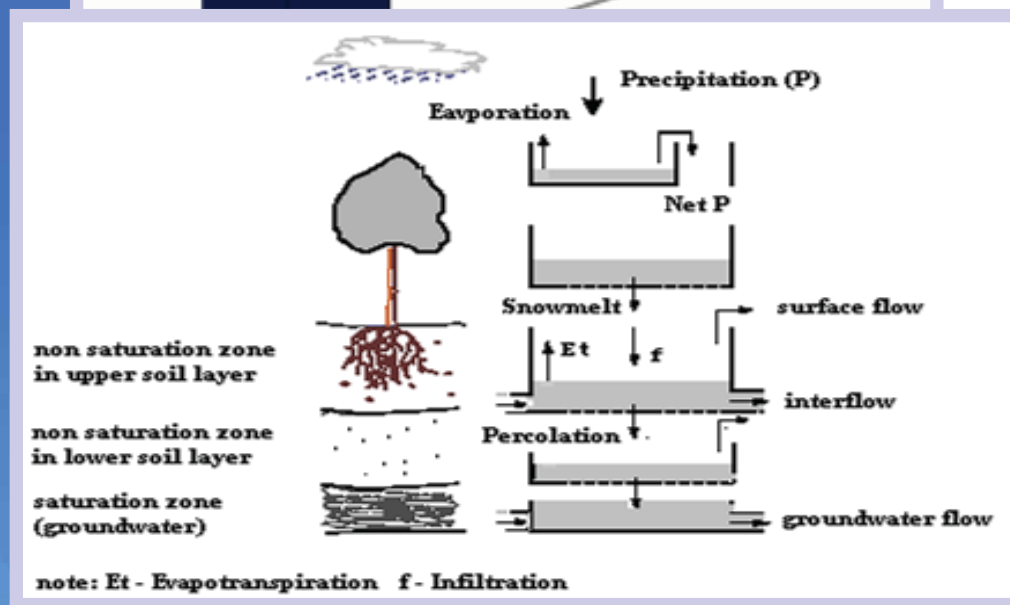 Precipitation (P)
Eavporation
Net P
Snowmelt
surface flow
Et
f
non saturation zone
in upper soil layer
interflow
non saturation zone
in lower soil layer
Percolation
saturation zone
(groundwater)
groundwater flow
note: Et - Evapotranspiration f - Infiltration